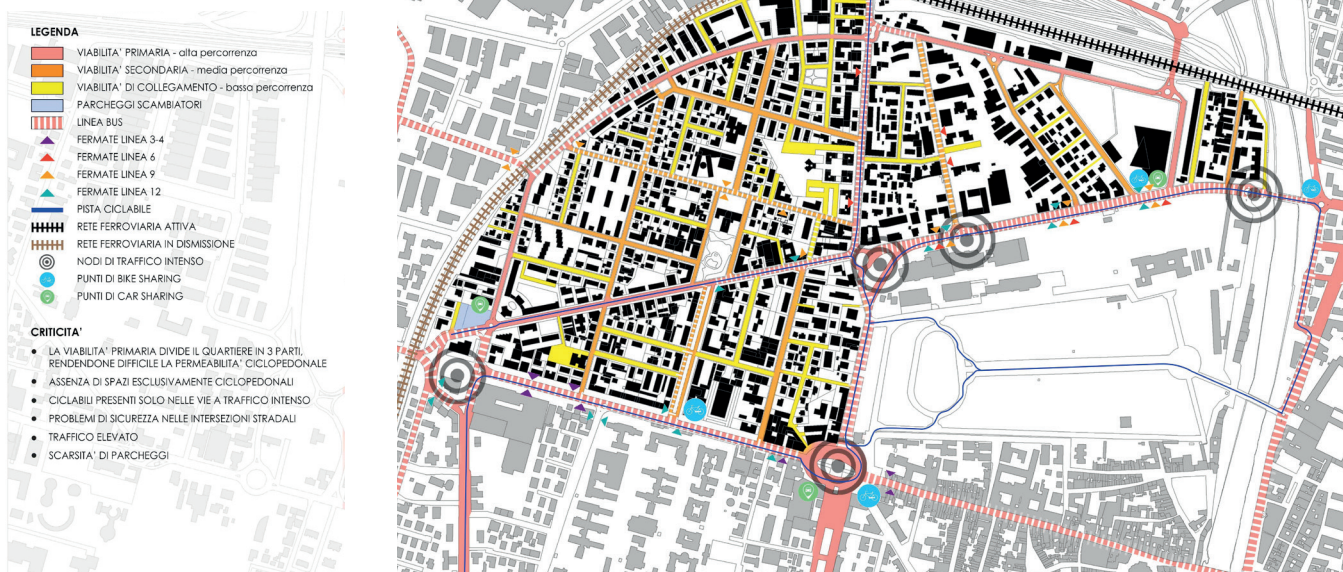 LEGENDA
VIABILITA' PRIMARIA - alta percorrenza
VIABILITA' SECONDARIA - media percorrenza
VIABILITA' DI COLLEGAMENTO - bassa percorrenza
PARCHEGGI SCAMBIATORI
LINEA BUS
FERMATE LINEA 3-4
FERMATE LINEA 6
FERMATE LINEA 9
FERMATE LINEA 12
PISTA CICLABILE
RETE FERROVIARIA ATTIVA
RETE FERROVIARIA IN DISMISSIONE
NODI DI TRAFFICO INTENSO
PUNTI DI BIKE SHARING
PUNTI DI CAR SHARING
CRITICITA'
• LA VIABILITA' PRIMARIA DIVIDE IL QUARTIERE IN 3 PARTI,
RENDENDONE DIFFICILE LA PERMEABILITA' CICLOPEDONALE
• ASSENZA DI SPAZI ESCLUSIVAMENTE CICLOPEDONALI
• CICLABILI PRESENTI SOLO NELLE VIE A TRAFFICO INTENSO
• PROBLEMI DI SICUREZZA NELLE INTERSEZIONI STRADALI
• TRAFFICO ELEVATO
• SCARSITA' DI PARCHEGGI